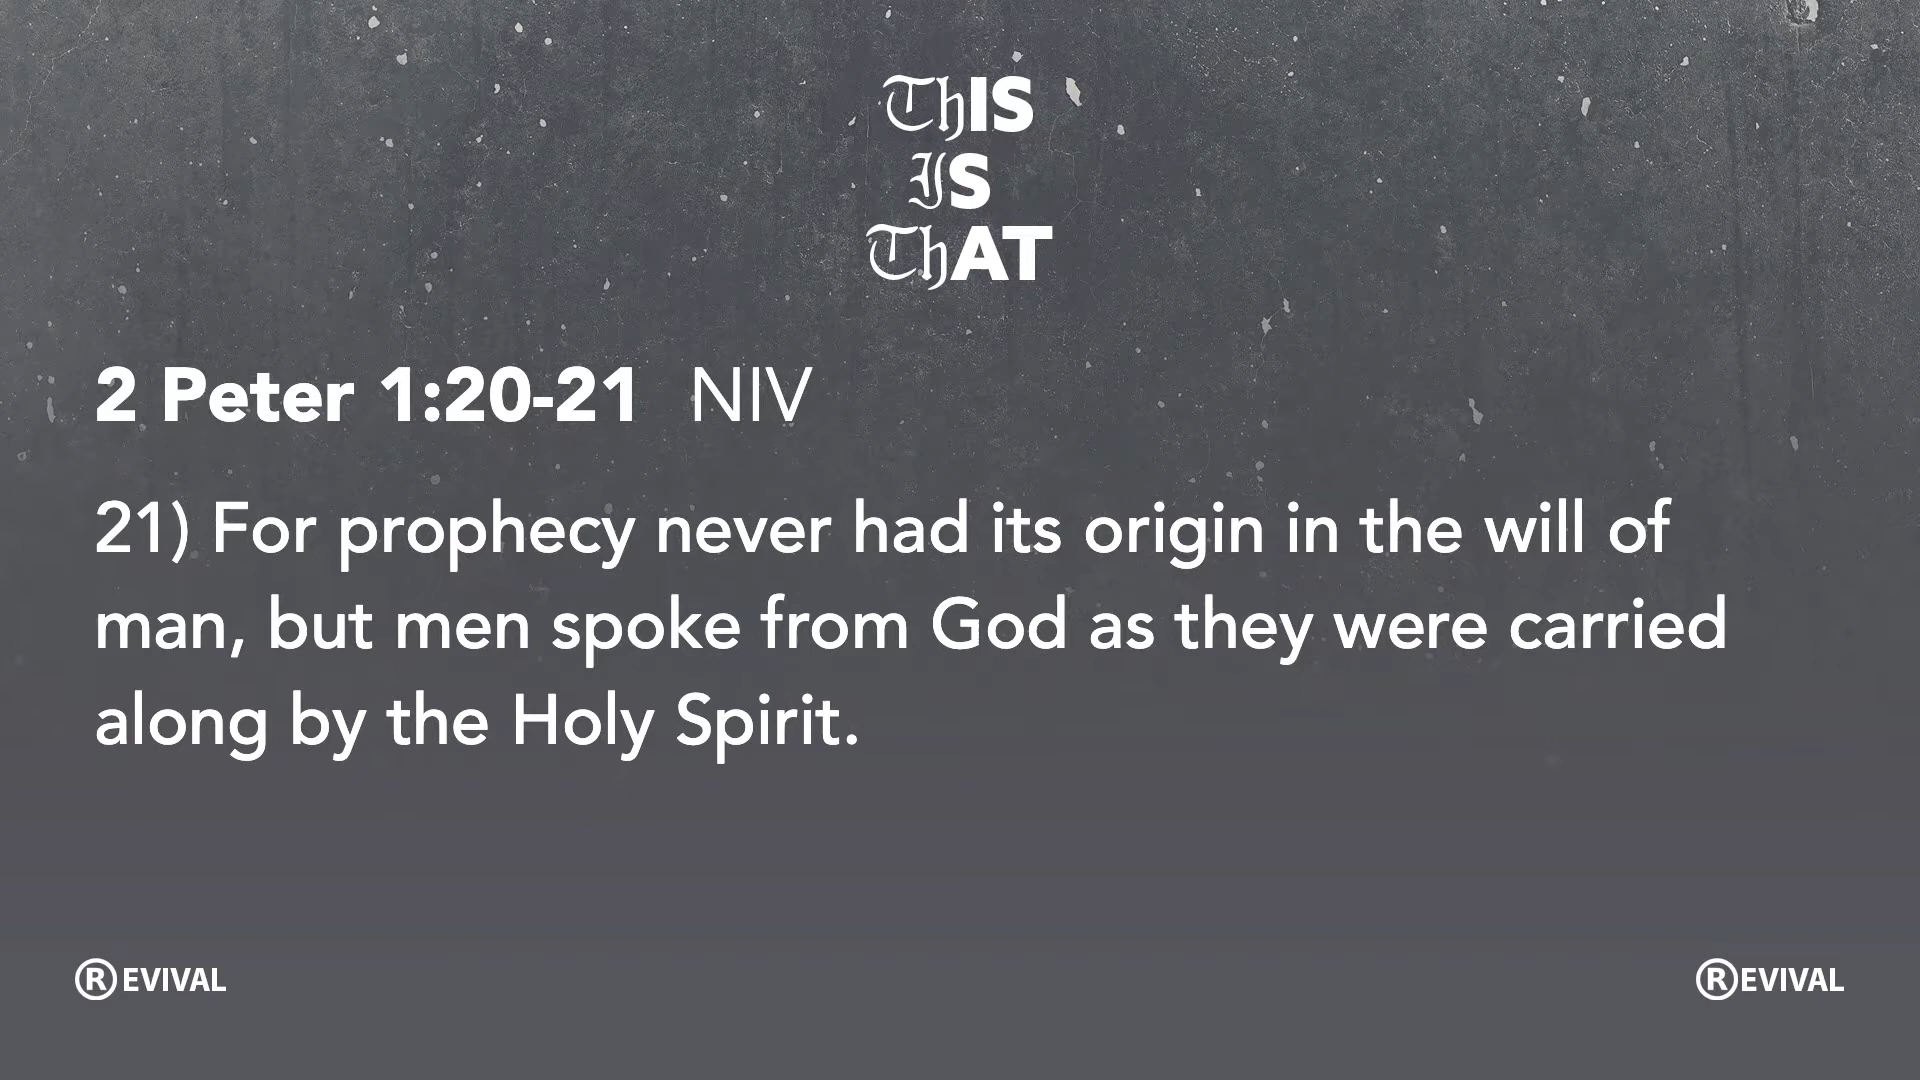 ThIS
IS
ThAT
2 Peter 1:20-21 NIV
21) For prophecy never had its origin in the will of
man, but men spoke from God as they were carried
along by the Holy Spirit.
®EVIVAL
®EVIVAL